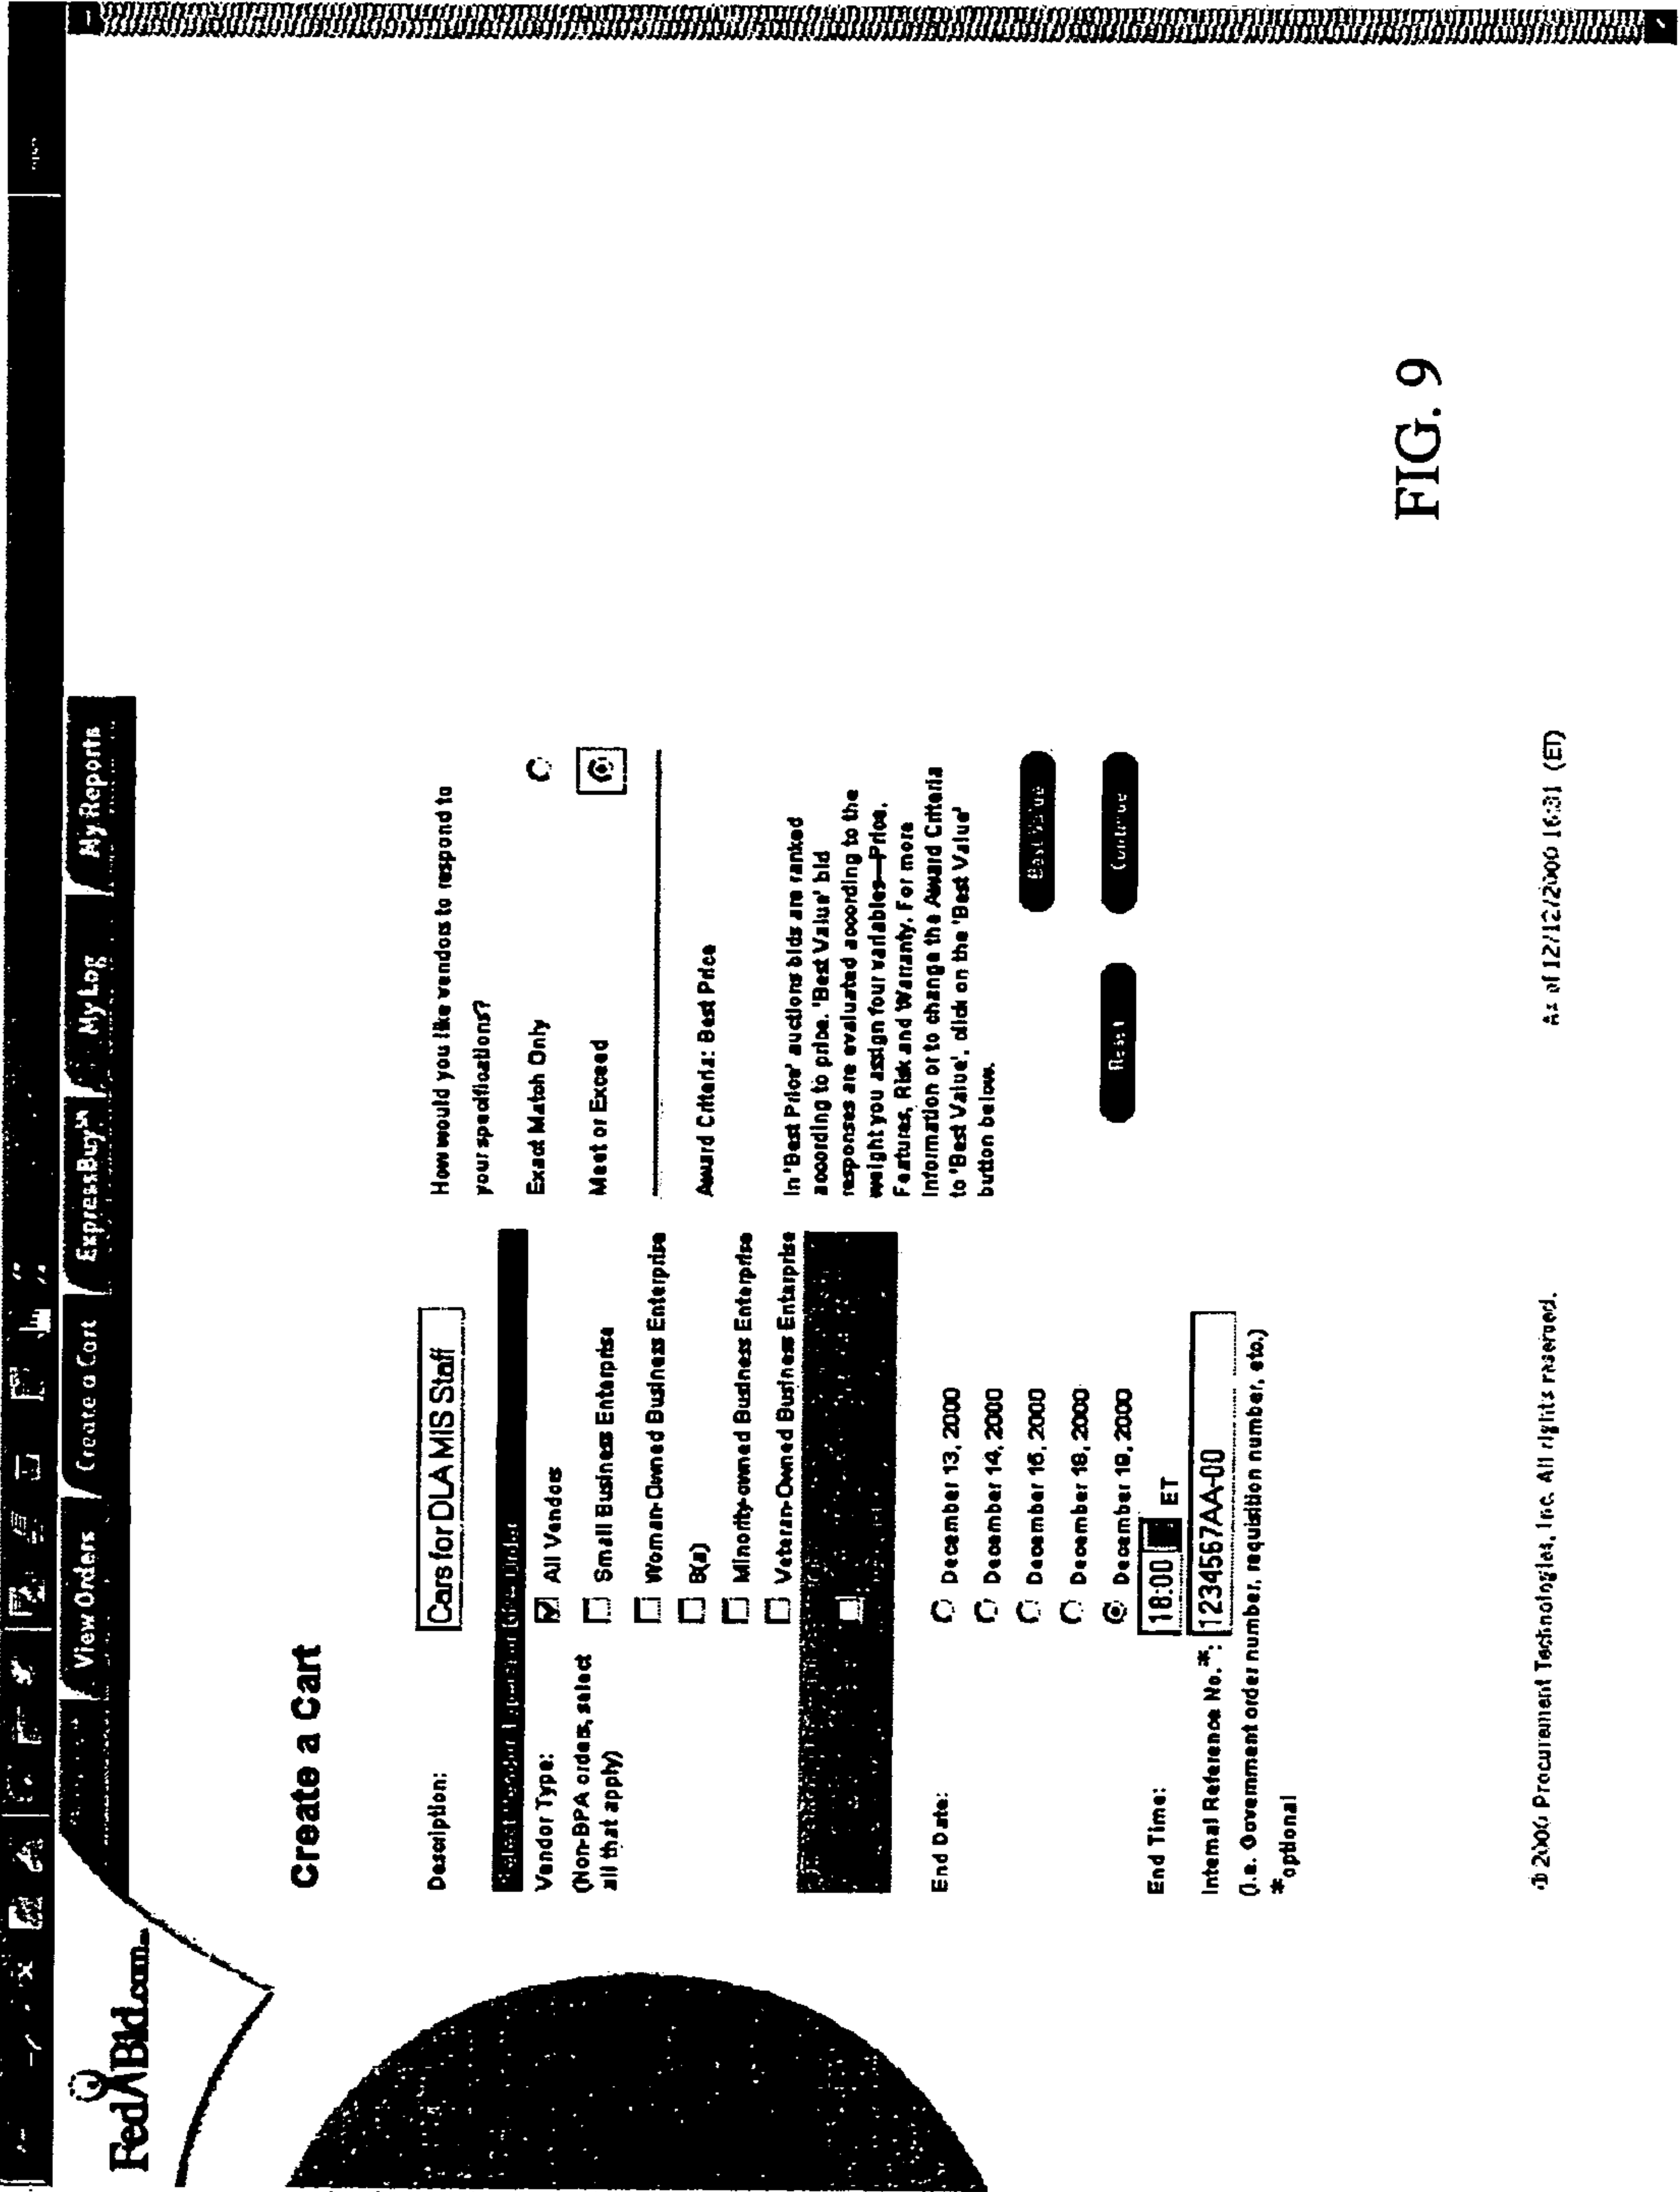 FedBid.com
View Orders
Create a Cart
ExpressBuy℠
My Log
My Reports
Create a Cart
Description:
Cars for DLA MIS Staff
Vendor Type:
(Non-BPA orders, select
all that apply)
All Vendors
Small Business Enterprise
Woman-Owned Business Enterprise
8(a)
Minority-owned Business Enterprise
Veteran-Owned Business Enterprise
End Date:
December 13, 2000
December 14, 2000
December 15, 2000
December 18, 2000
December 19, 2000
End Time:
18:00 ET
Internal Reference No.*: 1234567AA-00
(i.e. Government order number, requisition number, etc.)
*optional
How would you like vendors to respond to
your specifications?
Exact Match Only
Meet or Exceed
Award Criteria: Best Price
In 'Best Price' auctions bids are ranked
according to price. 'Best Value' bid
responses are evaluated according to the
weight you assign four variables—Price,
Features, Risk and Warranty. For more
information or to change the Award Criteria
to 'Best Value', click on the 'Best Value'
button below.
Best Value
Reset
Continue
© 2000 Procurement Technologies, Inc. All rights reserved.
As of 12/12/2000 16:31 (ET)
FIG. 9